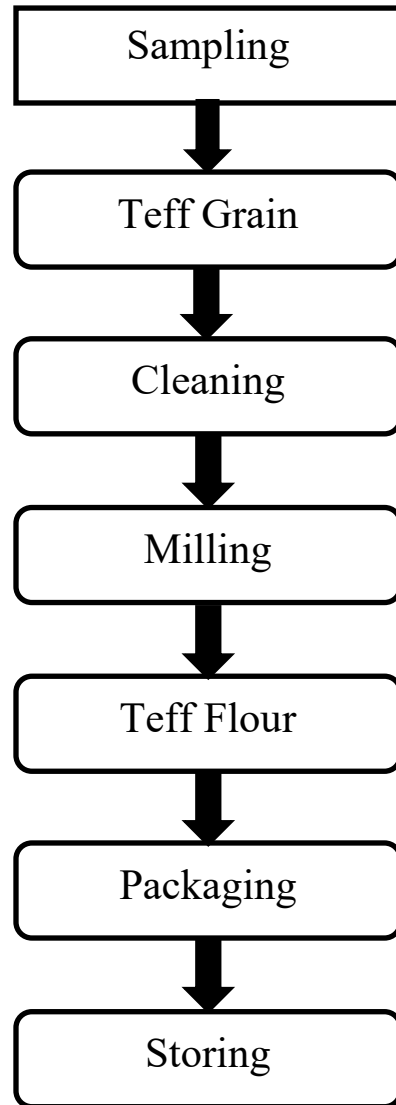 Sampling
Teff Grain
Cleaning
Milling
Teff Flour
Packaging
Storing